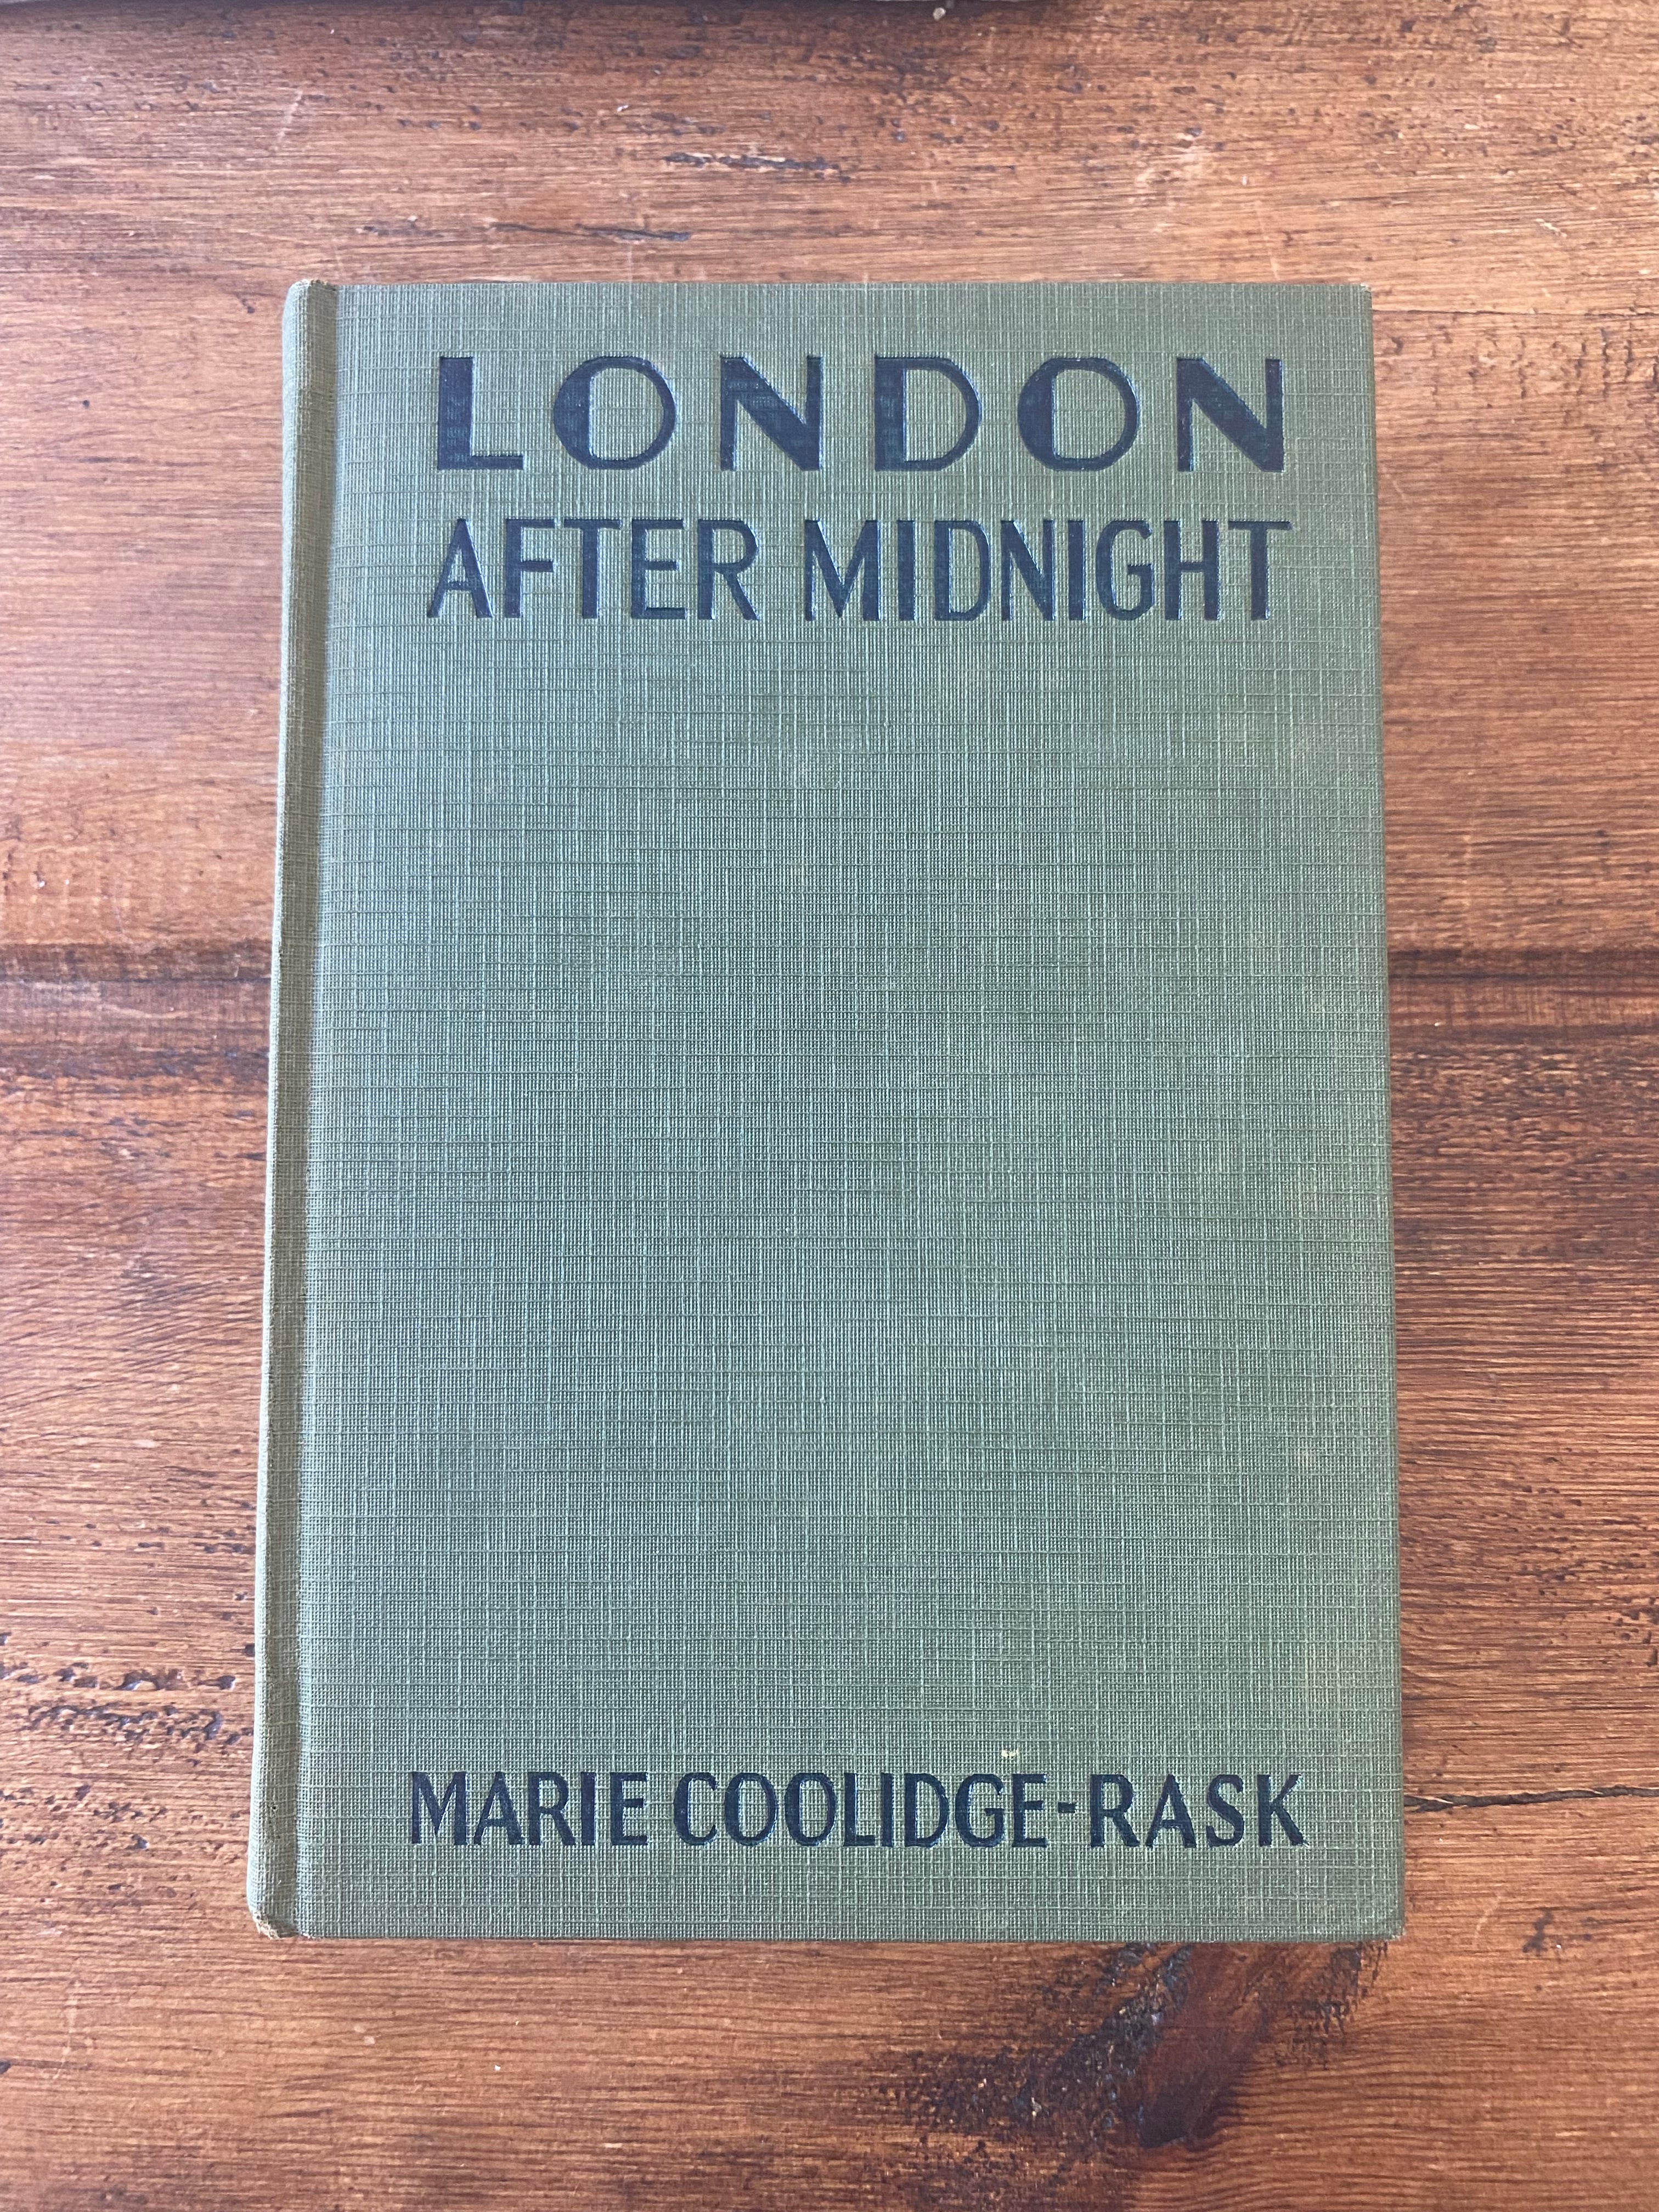 LONDON
AFTER MIDNIGHT
MARIE COOLIDGE-RASK